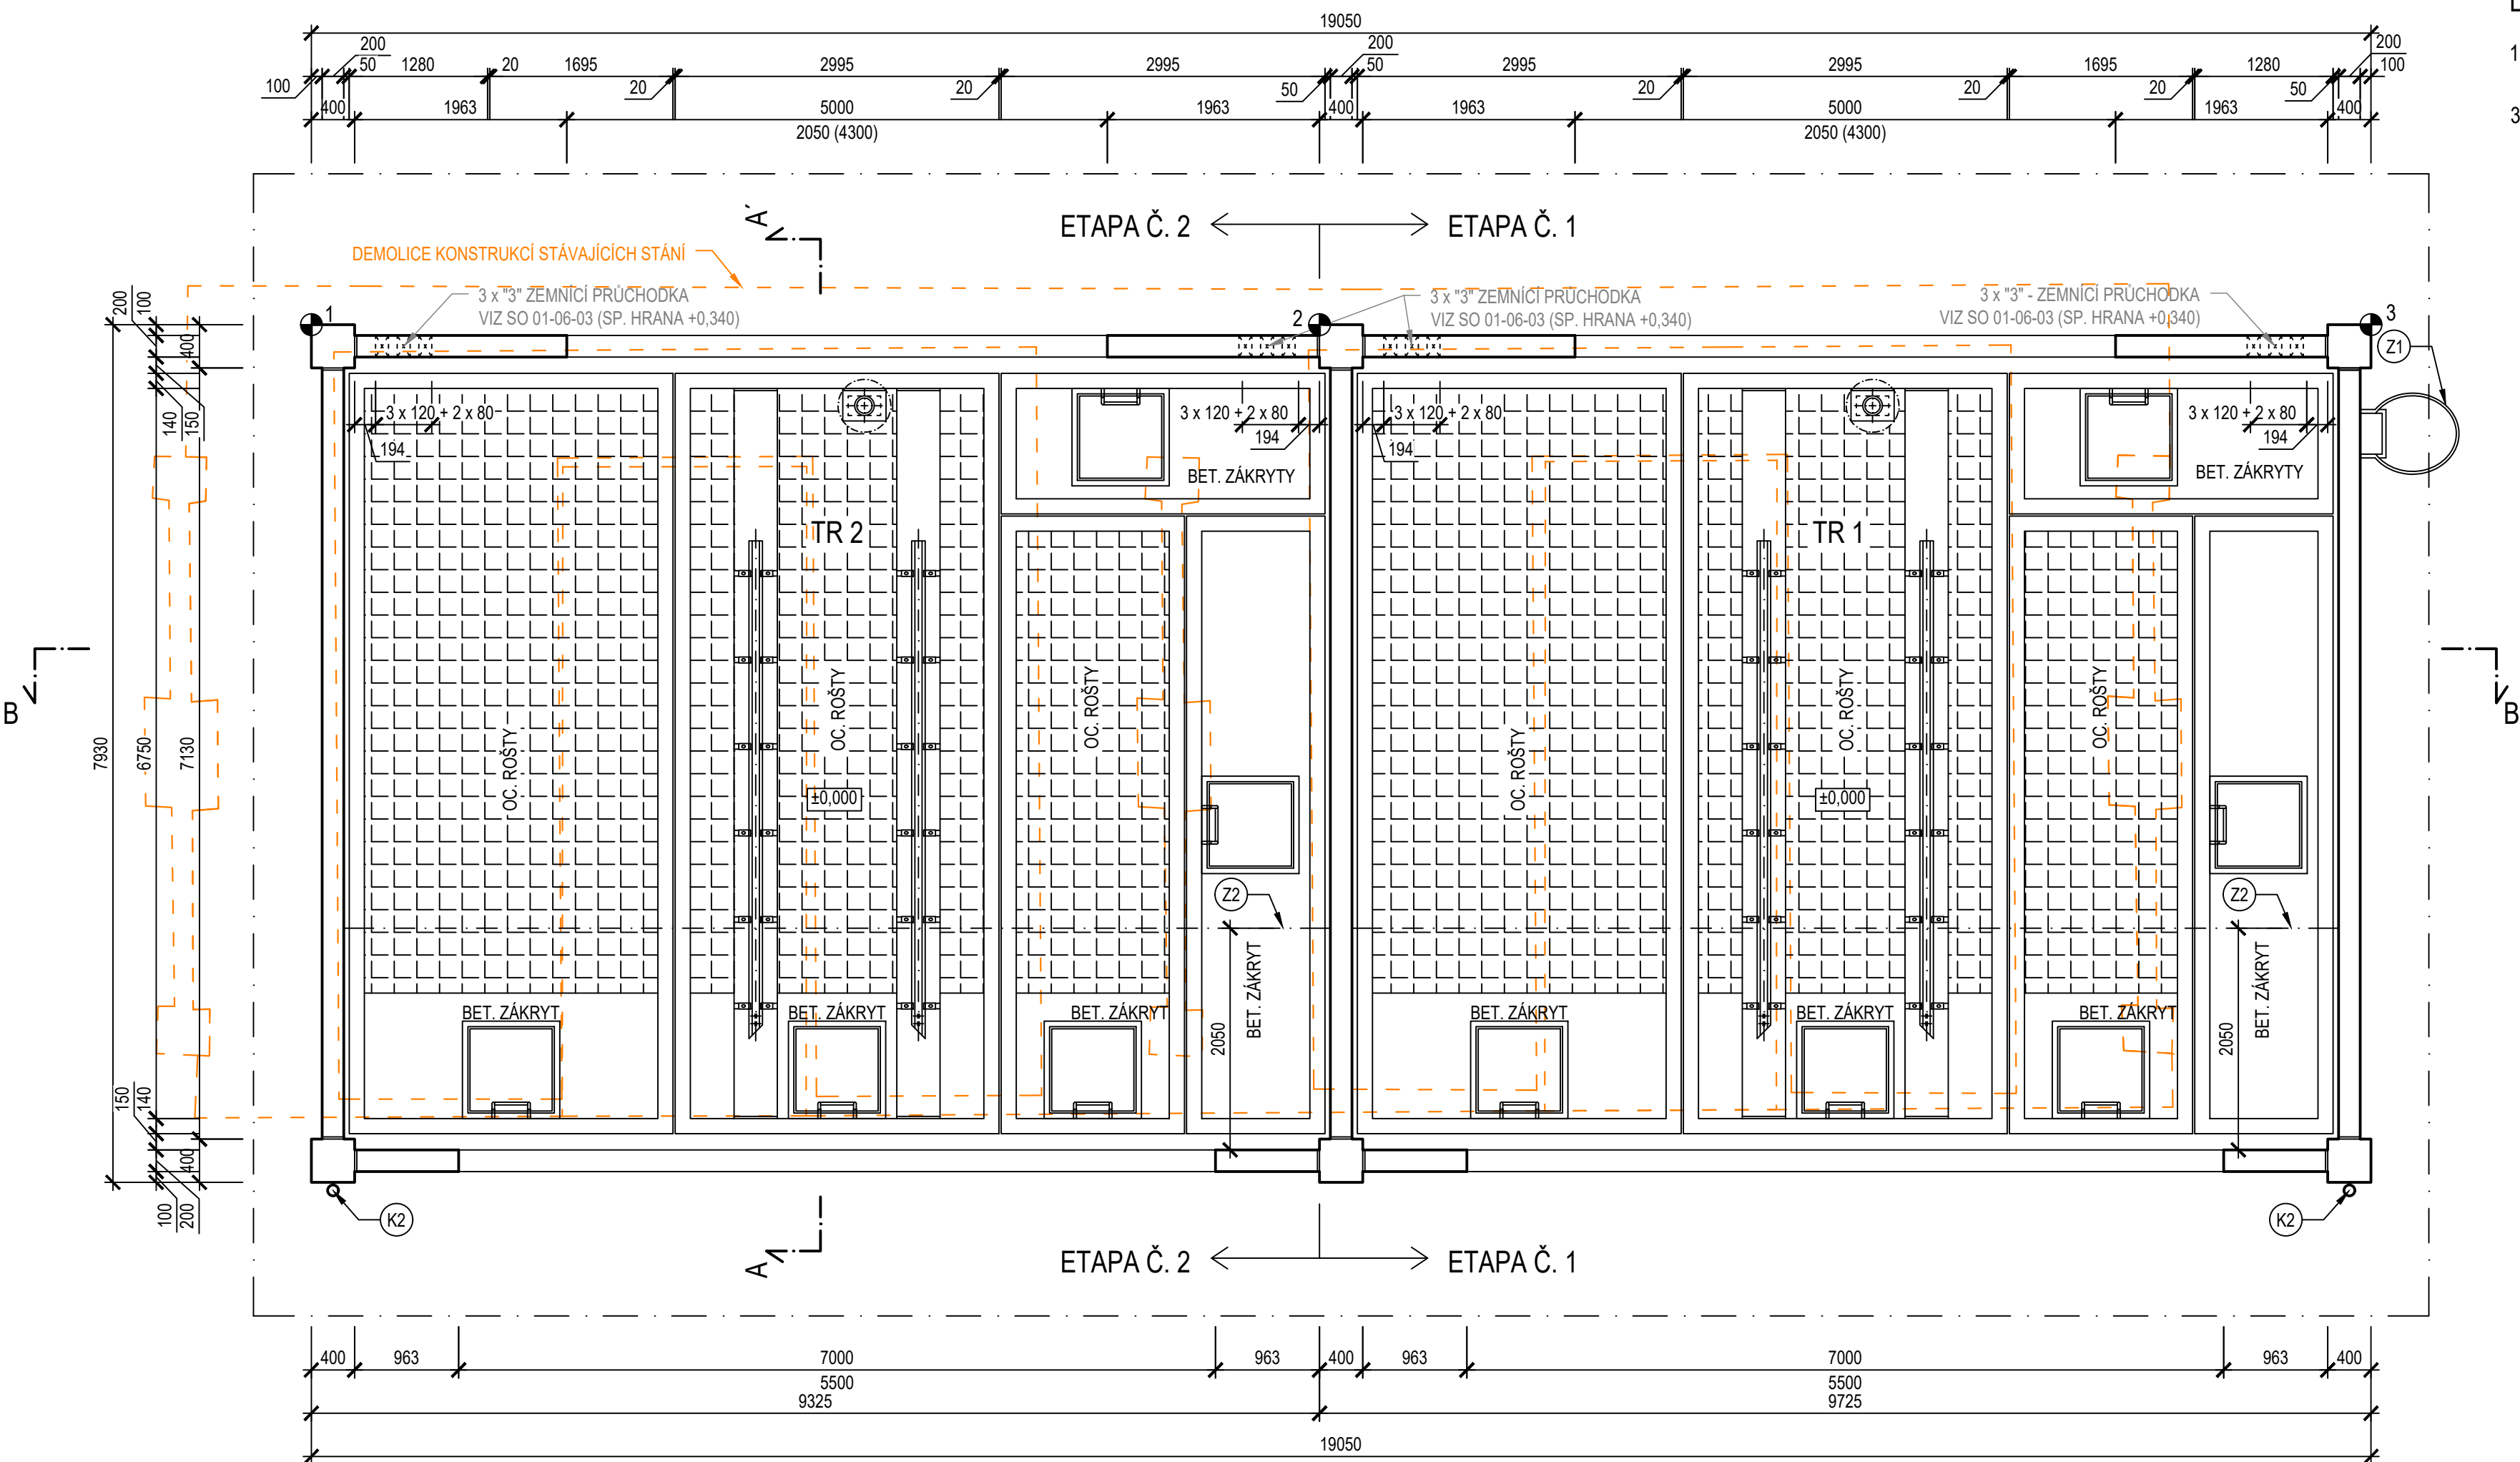 19050
200
200
200
50
1280
20
1695
2995
2995
50
2995
2995
1695
1280
100
100
20
20
50
20
20
20
50
400
1963
5000
1963
400
1963
5000
1963
400
2050 (4300)
2050 (4300)
1
3
ETAPA Č. 2
ETAPA Č. 1
A'
DEMOLICE KONSTRUKCÍ STÁVAJÍCÍCH STÁNÍ
3 x "3" ZEMNÍCÍ PRŮCHODKA
VIZ SO 01-06-03 (SP. HRANA +0,340)
3 x "3" ZEMNÍCÍ PRŮCHODKA
VIZ SO 01-06-03 (SP. HRANA +0,340)
3 x "3" - ZEMNÍCÍ PRŮCHODKA
VIZ SO 01-06-03 (SP. HRANA +0,340)
1
2
3
Z1
200
100
400
140
150
3 x 120 + 2 x 80
3 x 120 + 2 x 80
3 x 120 + 2 x 80
3 x 120 + 2 x 80
194
194
194
194
BET. ZÁKRYTY
BET. ZÁKRYTY
TR 2
TR 1
B
B
7930
6750
7130
OC. ROŠTY
OC. ROŠTY
OC. ROŠTY
OC. ROŠTY
OC. ROŠTY
OC. ROŠTY
±0,000
±0,000
Z2
Z2
BET. ZÁKRYT
BET. ZÁKRYT
2050
2050
BET. ZÁKRYT
BET. ZÁKRYT
BET. ZÁKRYT
BET. ZÁKRYT
BET. ZÁKRYT
BET. ZÁKRYT
150
140
400
100
200
K2
K2
A
ETAPA Č. 2
ETAPA Č. 1
400
963
7000
963
400
963
7000
963
400
5500
5500
9325
9725
19050